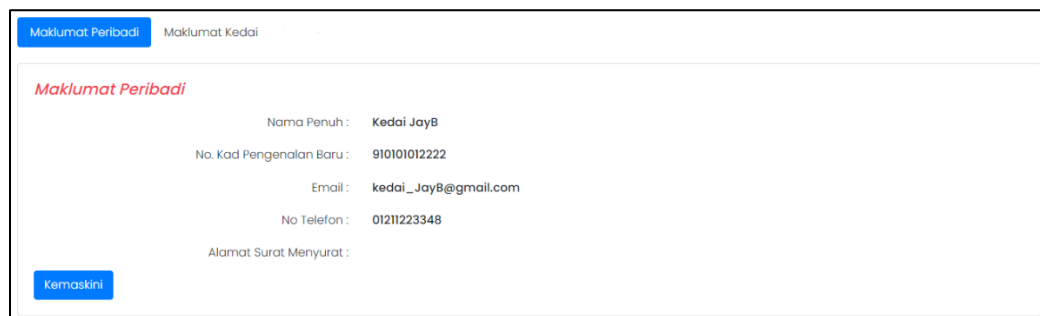 Maklumat Peribadi Maklumat Kedai
Maklumat Peribadi
Nama Penuh : Kedai JayB
No. Kad Pengenalan Baru : 910101012222
Email : kedai_JayB@gmail.com
No Telefon : 01211223348
Alamat Surat Menyurat :
Kemaskini